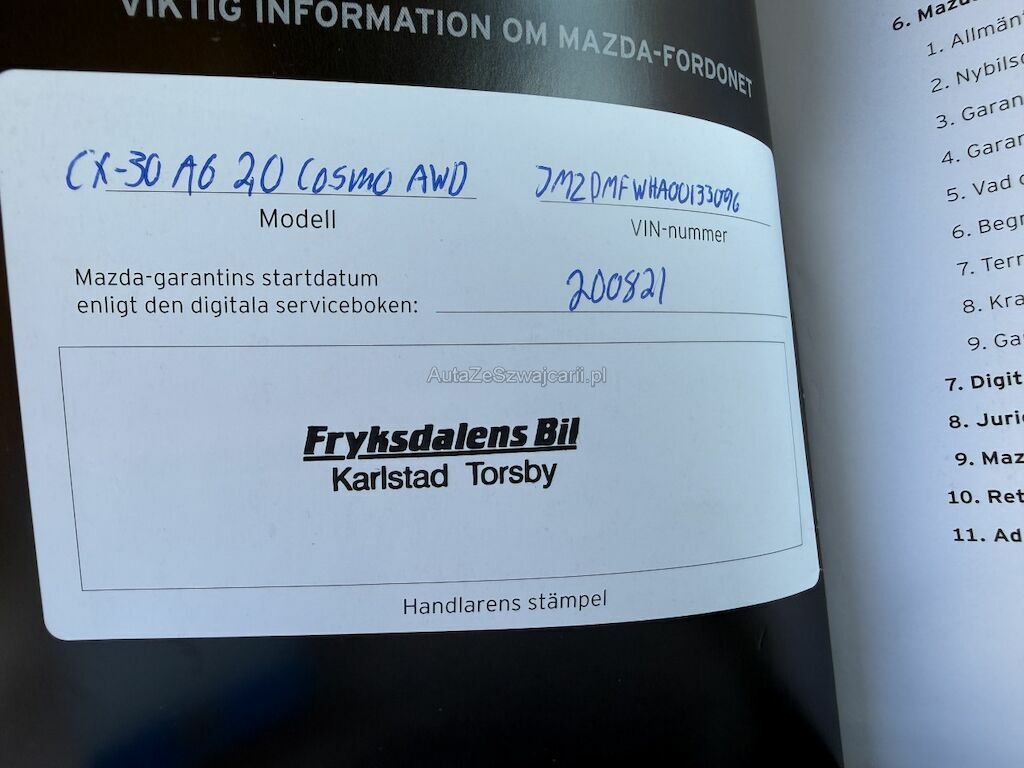 VIKTIG INFORMATION OM MAZDA-FORDONET
CX-30 A6 2,0 COSMO AWD
Modell
JMZDMFWHA00133096
VIN-nummer
Mazda-garantins startdatum
enligt den digitala serviceboken:
200821
AutaZeSzwajcarii.pl
Fryksdalens Bil
Karlstad Torsby
Handlarens stämpel
6. Mazda
1. Allmän
2. Nybils
3. Garan
4. Garan
5. Vad
6. Begr
7. Terr
8. Kra
9. Ga
7. Digit
8. Juri
9. Maz
10. Ret
11. Ad